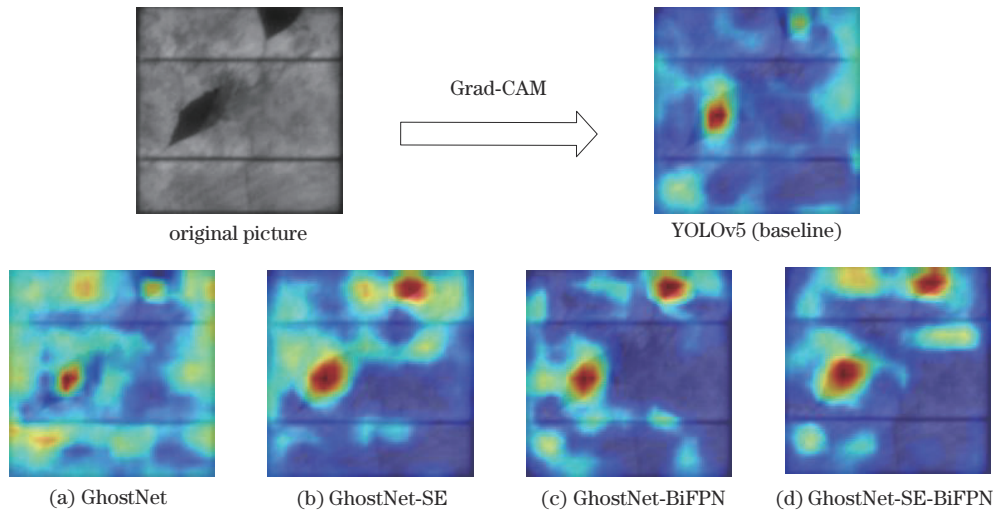 Grad-CAM
original picture
YOLOv5 (baseline)
(a) GhostNet
(b) GhostNet-SE
(c) GhostNet-BiFPN
(d) GhostNet-SE-BiFPN